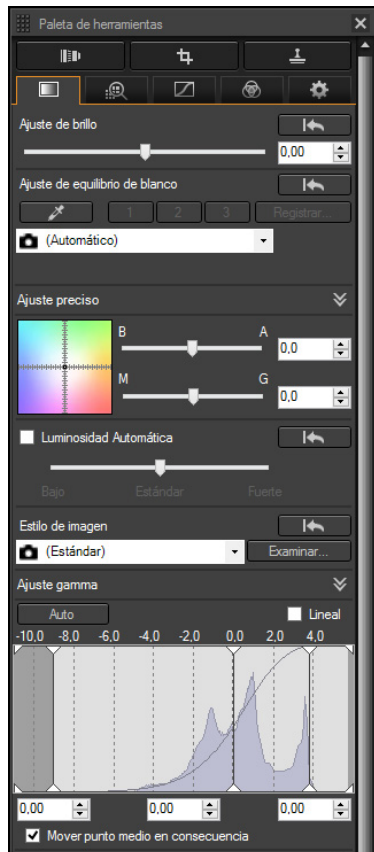 Paleta de herramientas
Ajuste de brillo
0,00
Ajuste de equilibrio de blanco
1 2 3 Registrar...
(Automático)
Ajuste preciso
B A
0,0
M G
0,0
Luminosidad Automática
Bajo Estándar Fuerte
Estilo de imagen
(Estándar) Examinar...
Ajuste gamma
Auto Lineal
-10,0 -8,0 -6,0 -4,0 -2,0 0,0 2,0 4,0
0,00 0,00 0,00
Mover punto medio en consecuencia